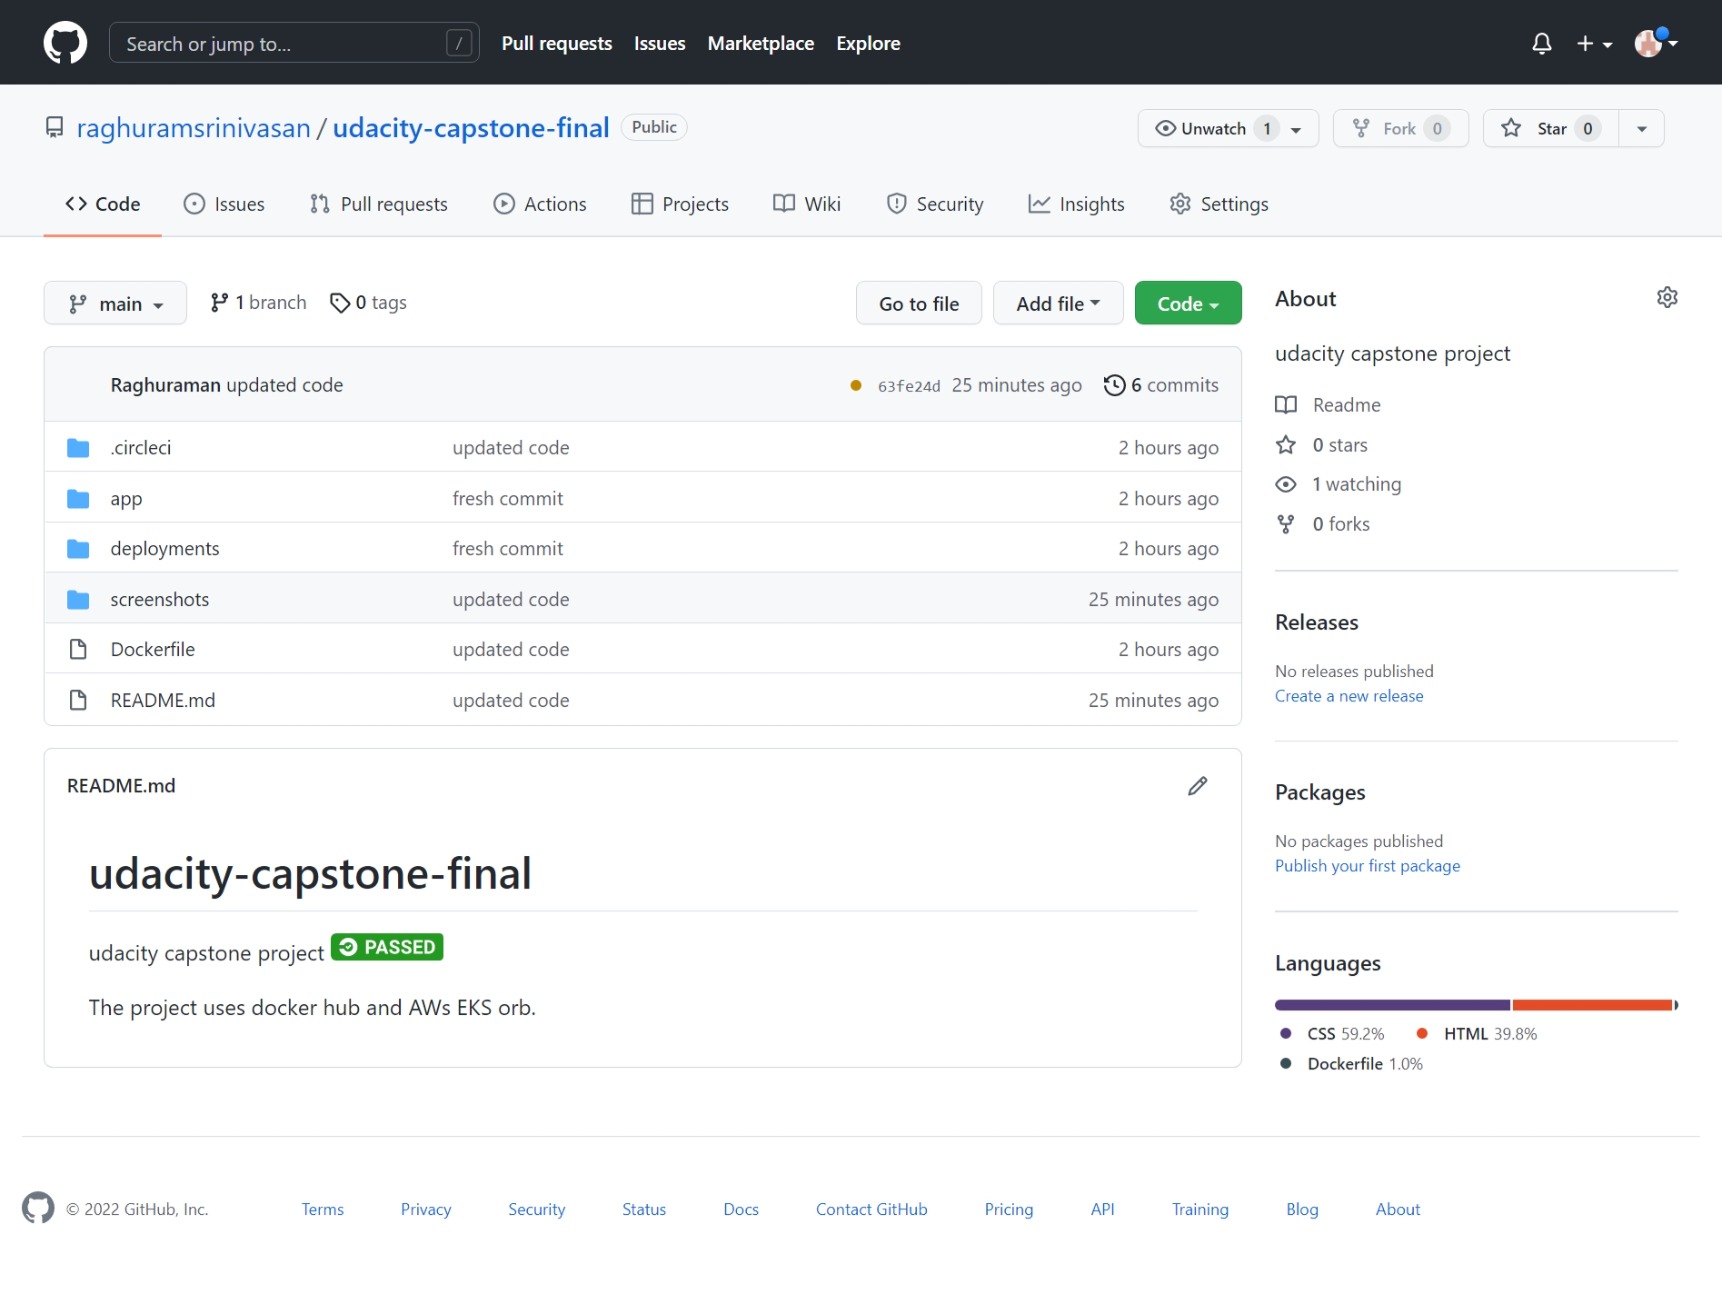 Search or jump to... /
Pull requests Issues Marketplace Explore
raghuramsrinivasan / udacity-capstone-final Public
Unwatch 1 Fork 0 Star 0
Code Issues Pull requests Actions Projects Wiki Security Insights Settings
main 1 branch 0 tags Go to file Add file Code
Raghuraman updated code 63fe24d 25 minutes ago 6 commits
.circleci updated code 2 hours ago
app fresh commit 2 hours ago
deployments fresh commit 2 hours ago
screenshots updated code 25 minutes ago
Dockerfile updated code 2 hours ago
README.md updated code 25 minutes ago
README.md
udacity-capstone-final
udacity capstone project PASSED
The project uses docker hub and AWs EKS orb.
About
udacity capstone project
Readme
0 stars
1 watching
0 forks
Releases
No releases published
Create a new release
Packages
No packages published
Publish your first package
Languages
CSS 59.2% HTML 39.8%
Dockerfile 1.0%
© 2022 GitHub, Inc. Terms Privacy Security Status Docs Contact GitHub Pricing API Training Blog About